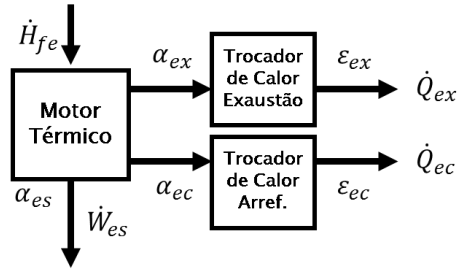 Ḣ_fe
α_ex
Trocador
de Calor
Exaustão
ε_ex
Q̇_ex
Motor
Térmico
α_es
Ẇ_es
α_ec
Trocador
de Calor
Arref.
ε_ec
Q̇_ec